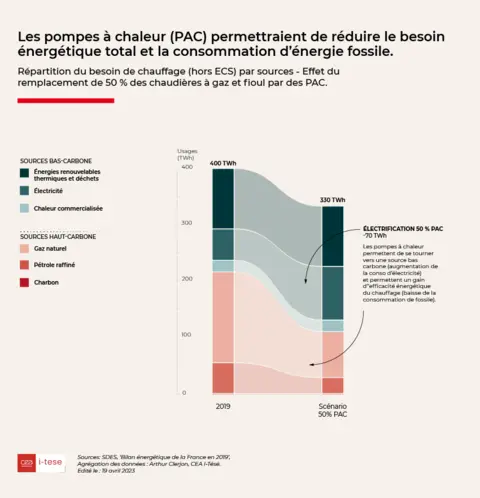 Les pompes à chaleur (PAC) permettraient de réduire le besoin
énergétique total et la consommation d'énergie fossile.
Répartition du besoin de chauffage (hors ECS) par sources - Effet du
remplacement de 50 % des chaudières à gaz et fioul par des PAC.
SOURCES BAS-CARBONE
Énergies renouvelables
thermiques et déchets
Électricité
Chaleur commercialisée
SOURCES HAUT-CARBONE
Gaz naturel
Pétrole raffiné
Charbon
Usages
(TWh)
400
300
200
100
0
400 TWh
330 TWh
2019
Scénario
50% PAC
ÉLECTRIFICATION 50 % PAC
-70 TWh
Les pompes à chaleur
permettent de se tourner
vers une source bas
carbone (augmentation de
la conso d'électricité)
et permettent un gain
d''efficacité énergétique
du chauffage (baisse de la
consommation de fossile).
cea
i-tese
Sources: SDES, 'Bilan énergétique de la France en 2019',
Agrégation des données : Arthur Clerjon, CEA I-Tésé.
Edité le : 19 avril 2023